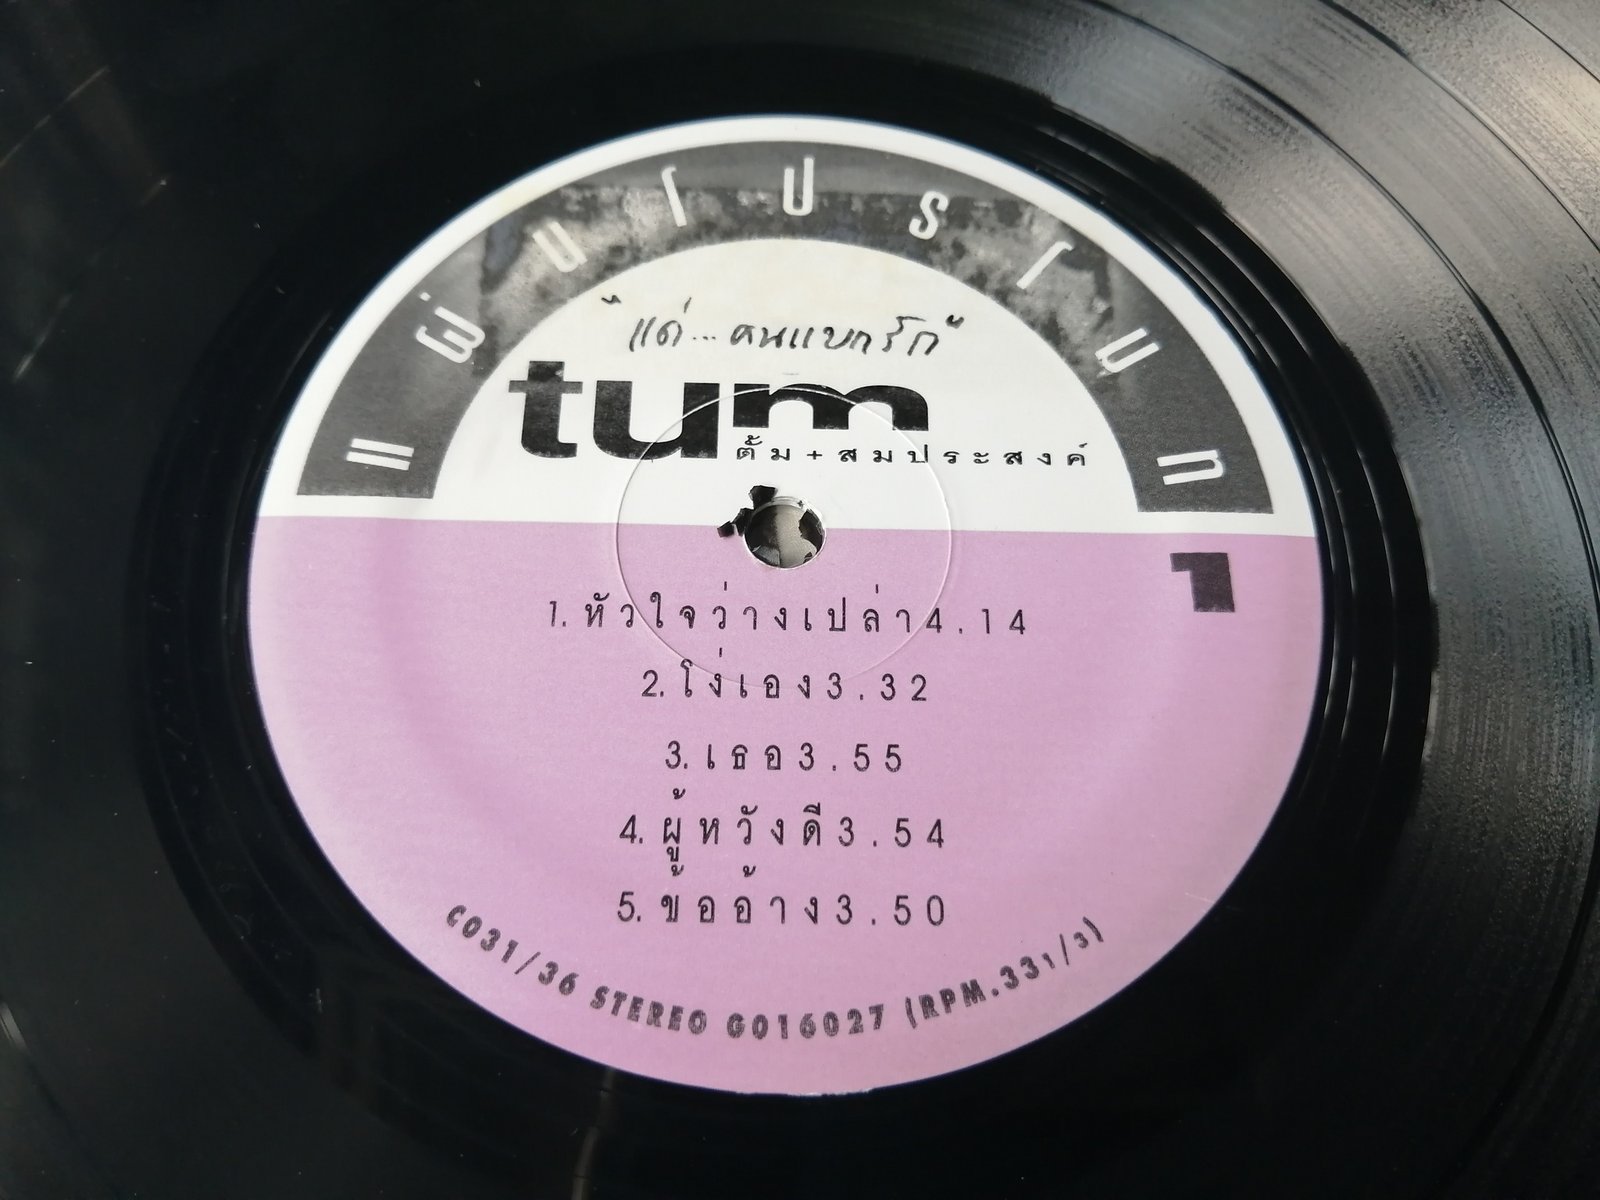 แผ่นโปรโมท
"แด่...คนแบกรัก"
tum
ตั้ม+สมประสงค์
1
1. หัวใจว่างเปล่า 4.14
2. โง่เอง 3.32
3. เธอ 3.55
4. ผู้หวังดี 3.54
5. ข้ออ้าง 3.50
C031/36 STEREO G016027 (RPM.331/3)